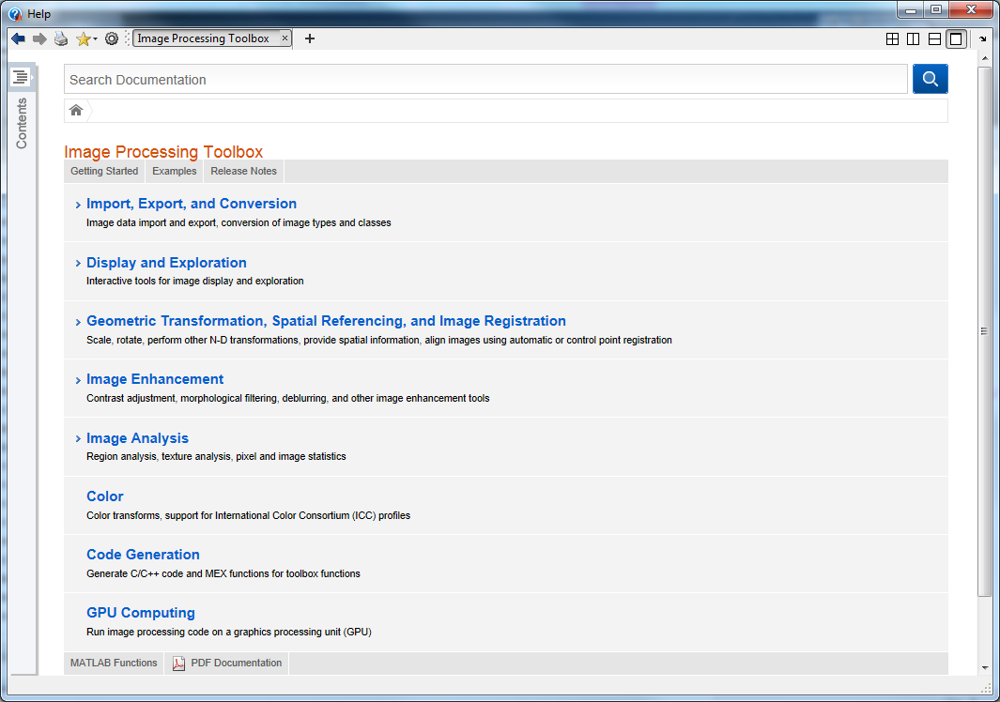 Help
Image Processing Toolbox
Contents
Search Documentation
Image Processing Toolbox
Getting Started Examples Release Notes
Import, Export, and Conversion
Image data import and export, conversion of image types and classes
Display and Exploration
Interactive tools for image display and exploration
Geometric Transformation, Spatial Referencing, and Image Registration
Scale, rotate, perform other N-D transformations, provide spatial information, align images using automatic or control point registration
Image Enhancement
Contrast adjustment, morphological filtering, deblurring, and other image enhancement tools
Image Analysis
Region analysis, texture analysis, pixel and image statistics
Color
Color transforms, support for International Color Consortium (ICC) profiles
Code Generation
Generate C/C++ code and MEX functions for toolbox functions
GPU Computing
Run image processing code on a graphics processing unit (GPU)
MATLAB Functions PDF Documentation